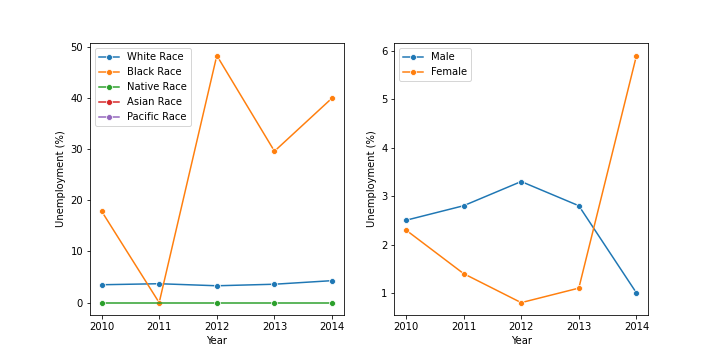 50
40
30
20
10
0
Unemployment (%)
White Race
Black Race
Native Race
Asian Race
Pacific Race
2010 2011 2012 2013 2014
Year
6
5
4
3
2
1
Unemployment (%)
Male
Female
2010 2011 2012 2013 2014
Year